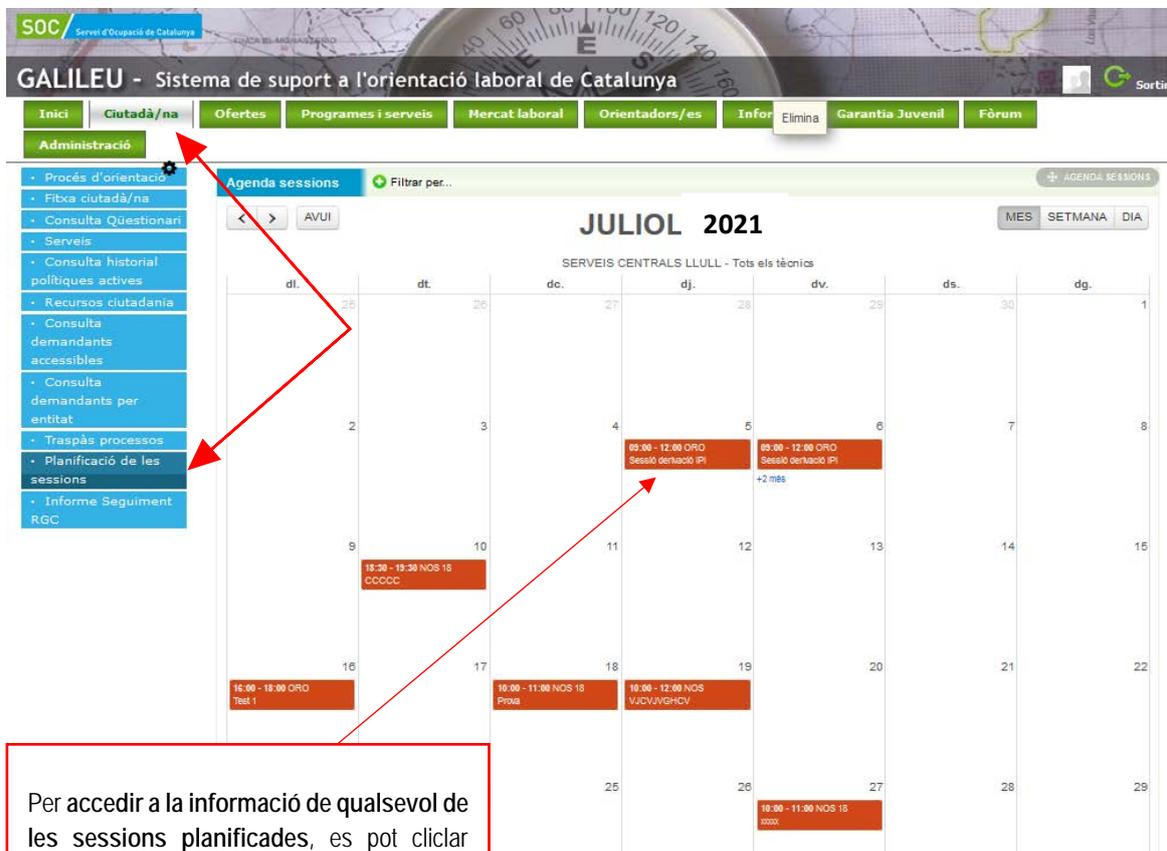 SOC/ Servei d'Ocupació de Catalunya
GALILEU - Sistema de suport a l'orientació laboral de Catalunya
Sortir
Inici Ciutadà/na Ofertes Programes i serveis Mercat laboral Orientadors/es Infor Elimina Garantia Juvenil Fòrum
Administració
· Procés d'orientació
· Fitxa ciutadà/na
· Consulta Qüestionari
· Serveis
· Consulta historial
polítiques actives
· Recursos ciutadania
· Consulta
demandants
accessibles
· Consulta
demandants per
entitat
· Traspàs processos
· Planificació de les
sessions
· Informe Seguiment
RGC
Agenda sessions Filtrar per...
AGENDA SESSIONS
< > AVUI
JULIOL 2021
MES SETMANA DIA
SERVEIS CENTRALS LLULL - Tots els tècnics
dl. dt. dc. dj. dv. ds. dg.
25 26 27 28 29 30 1
2 3 4 5 6 7 8
09:00 - 12:00 ORO
Sessió derivació IPI
09:00 - 12:00 ORO
Sessió derivació IPI
+2 més
9 10 11 12 13 14 15
18:30 - 19:30 NOS 18
CCCCC
16 17 18 19 20 21 22
16:00 - 18:00 ORO
Test 1
10:00 - 11:00 NOS 18
Prova
10:00 - 12:00 NOS
VJCVJVGHCV
25 26 27 28 29
10:00 - 11:00 NOS 18
Per accedir a la informació de qualsevol de
les sessions planificades, es pot cliclar